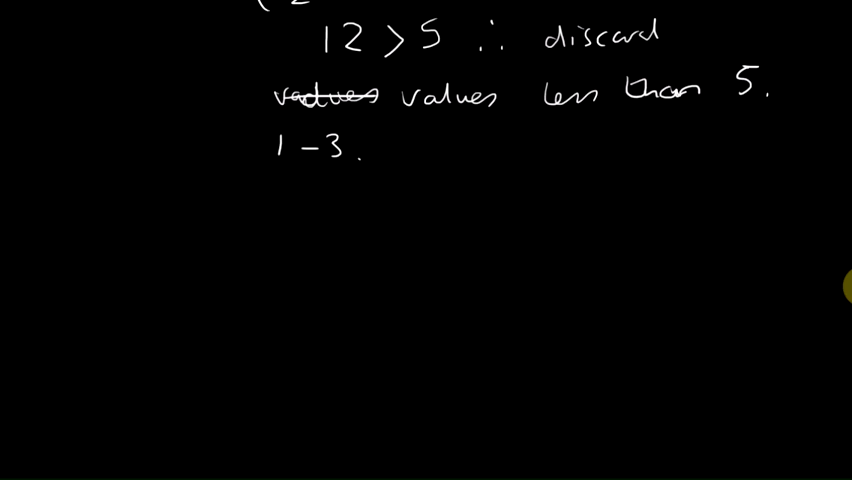 12 > 5 ∴ discard
values values less than 5.
1 - 3.